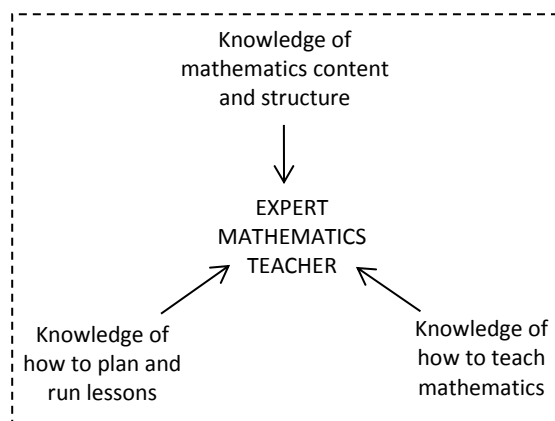 Knowledge of
mathematics content
and structure
EXPERT
MATHEMATICS
TEACHER
Knowledge of
how to plan and
run lessons
Knowledge of
how to teach
mathematics